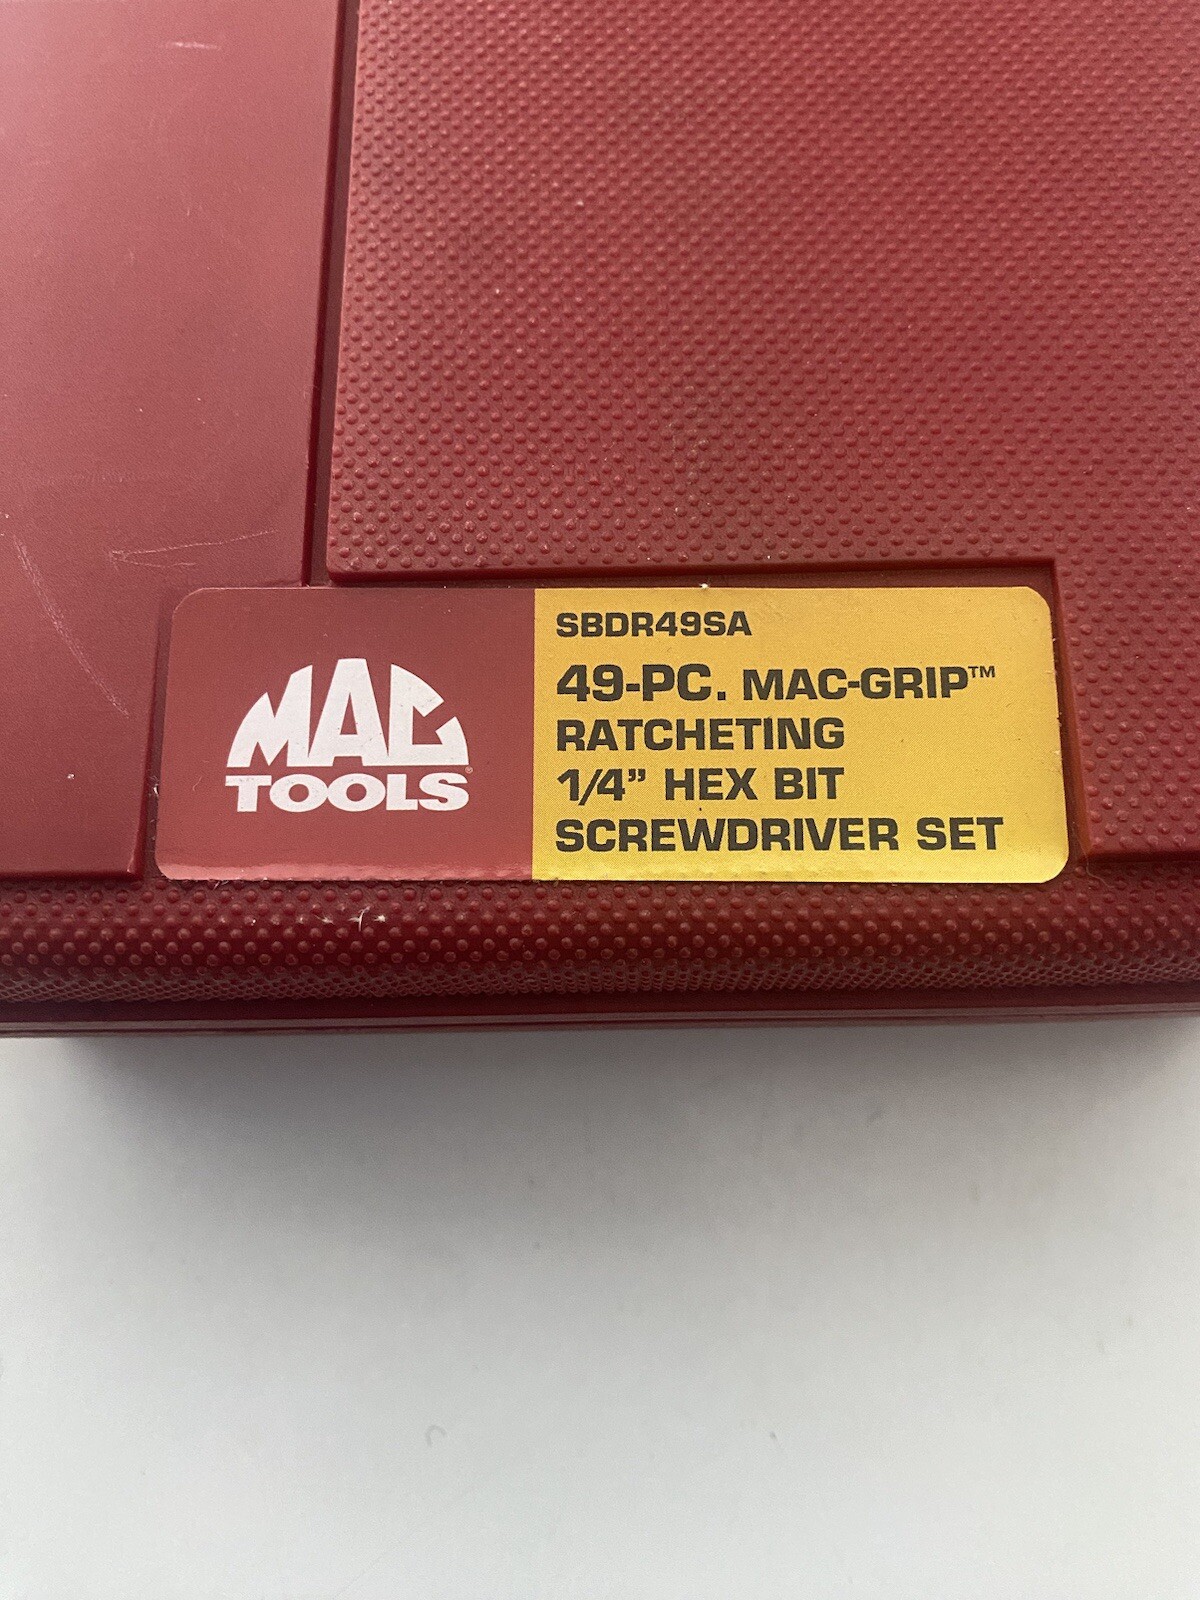 MAC
TOOLS®
SBDR49SA
49-PC. MAC-GRIP™
RATCHETING
1/4” HEX BIT
SCREWDRIVER SET